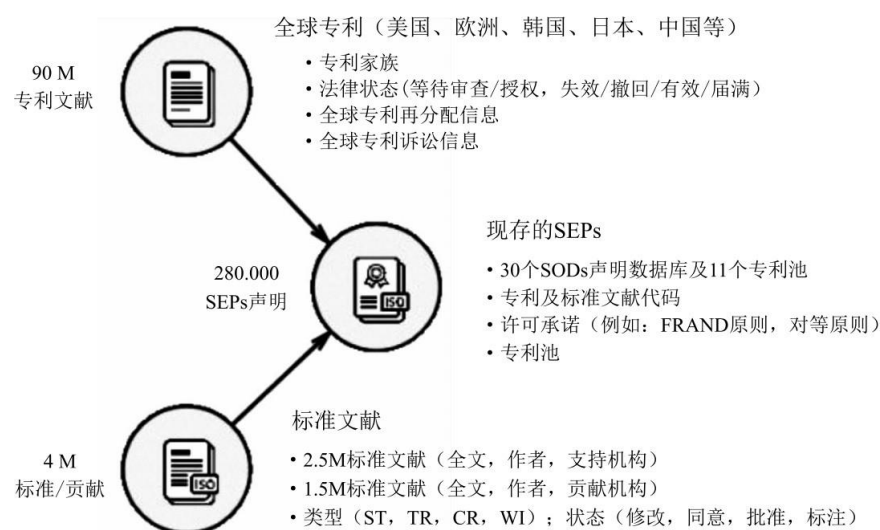 全球专利（美国、欧洲、韩国、日本、中国等）
90 M
专利文献
• 专利家族
• 法律状态(等待审查/授权，失效/撤回/有效/届满）
• 全球专利再分配信息
• 全球专利诉讼信息
280.000
SEPs声明
ISO
现存的SEPs
• 30个SODs声明数据库及11个专利池
• 专利及标准文献代码
• 许可承诺（例如：FRAND原则，对等原则）
• 专利池
4 M
标准/贡献
ISO
标准文献
• 2.5M标准文献（全文，作者，支持机构）
• 1.5M标准文献（全文，作者，贡献机构）
• 类型（ST，TR，CR，WI）；状态（修改，同意，批准，标注）